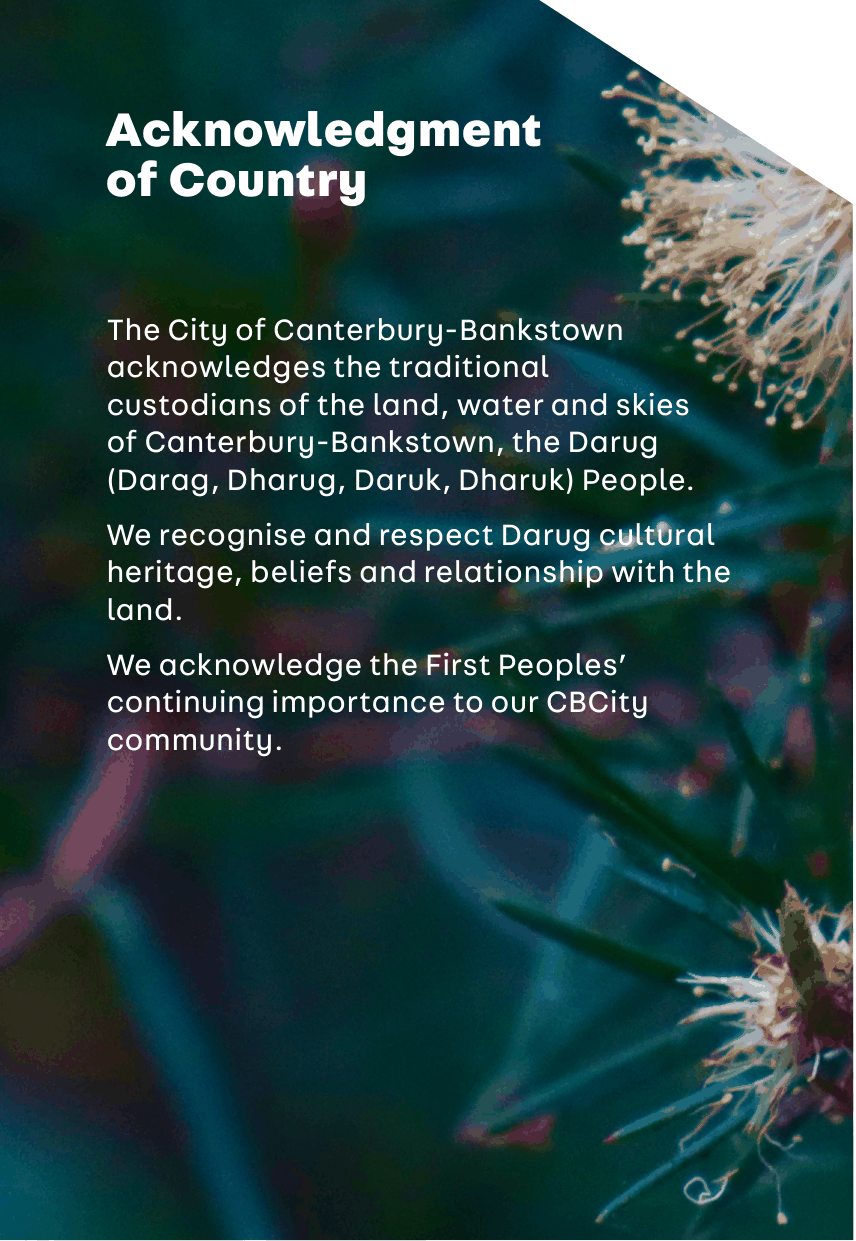 Acknowledgment
of Country
The City of Canterbury-Bankstown
acknowledges the traditional
custodians of the land, water and skies
of Canterbury-Bankstown, the Darug
(Darag, Dharug, Daruk, Dharuk) People.
We recognise and respect Darug cultural
heritage, beliefs and relationship with the
land.
We acknowledge the First Peoples’
continuing importance to our CBCity
community.